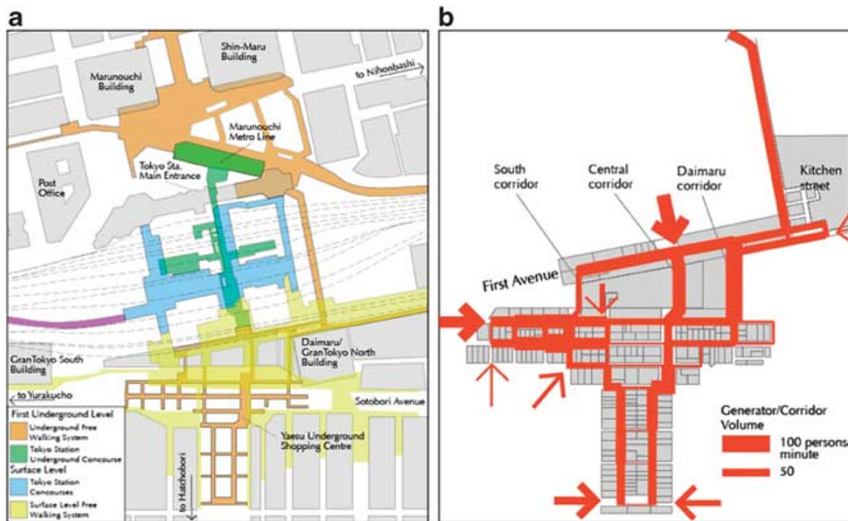 a
Shin-Maru
Building
Marunouchi
Building
to Nihonbashi
Marunouchi
Metro Line
Tokyo Sta.
Main Entrance
Post
Office
GranTokyo South
Building
Daimaru/
GranTokyo North
Building
to Yurakucho
Sotobori Avenue
First Underground Level
Underground Free
Walking System
Tokyo Station
Underground Concourse
Surface Level
Tokyo Station
Concourses
Surface Level Free
Walking System
to Hatchobori
Yaesu Underground
Shopping Centre
b
South
corridor
Central
corridor
Daimaru
corridor
Kitchen
street
First Avenue
Generator/Corridor
Volume
100 persons/
minute
50